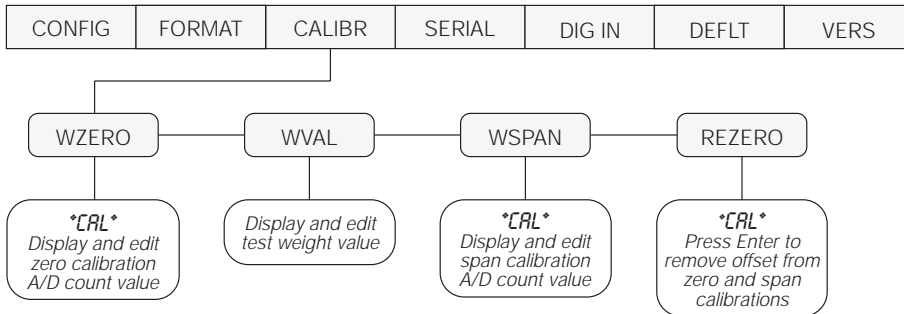 CONFIG FORMAT CALIBR SERIAL DIG IN DEFLT VERS
WZERO WVAL WSPAN REZERO
*CAL*
Display and edit
zero calibration
A/D count value
Display and edit
test weight value
*CAL*
Display and edit
span calibration
A/D count value
*CAL*
Press Enter to
remove offset from
zero and span
calibrations